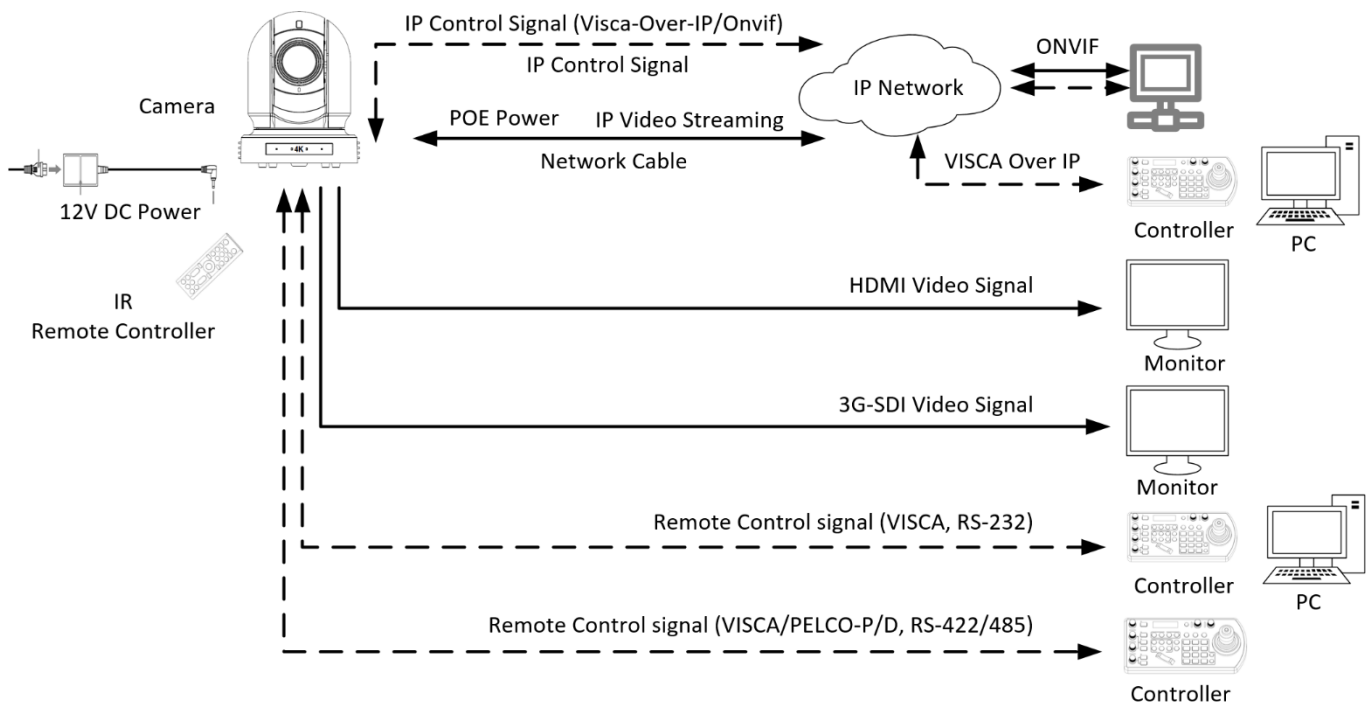 IP Control Signal (Visca-Over-IP/Onvif)
IP Control Signal
IP Network
ONVIF
Camera
POE Power IP Video Streaming
Network Cable
4K
VISCA Over IP
12V DC Power
Controller
PC
HDMI Video Signal
IR
Remote Controller
Monitor
3G-SDI Video Signal
Monitor
Remote Control signal (VISCA, RS-232)
Controller
PC
Remote Control signal (VISCA/PELCO-P/D, RS-422/485)
Controller